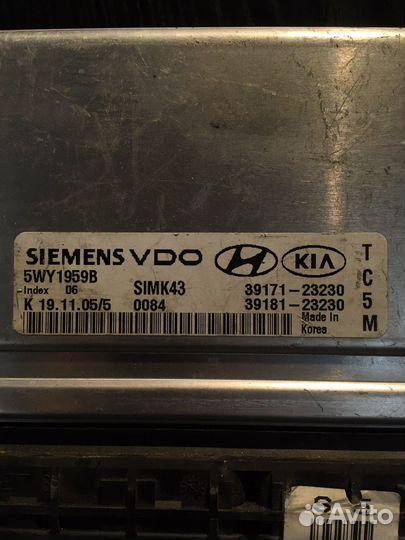 SIEMENS VDO HYUNDAI KIA
5WY1959B
Index 06 SIMK43 39171-23230
K 19.11.05/5 0084 39181-23230
Made In
Korea
TC5M
Avito